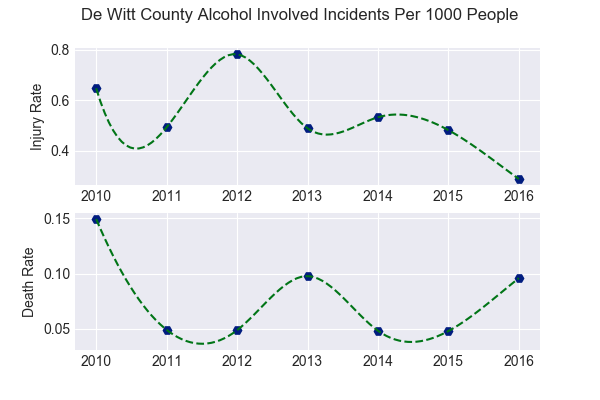 De Witt County Alcohol Involved Incidents Per 1000 People
Injury Rate
0.8
0.6
0.4
2010 2011 2012 2013 2014 2015 2016
Death Rate
0.15
0.10
0.05
2010 2011 2012 2013 2014 2015 2016